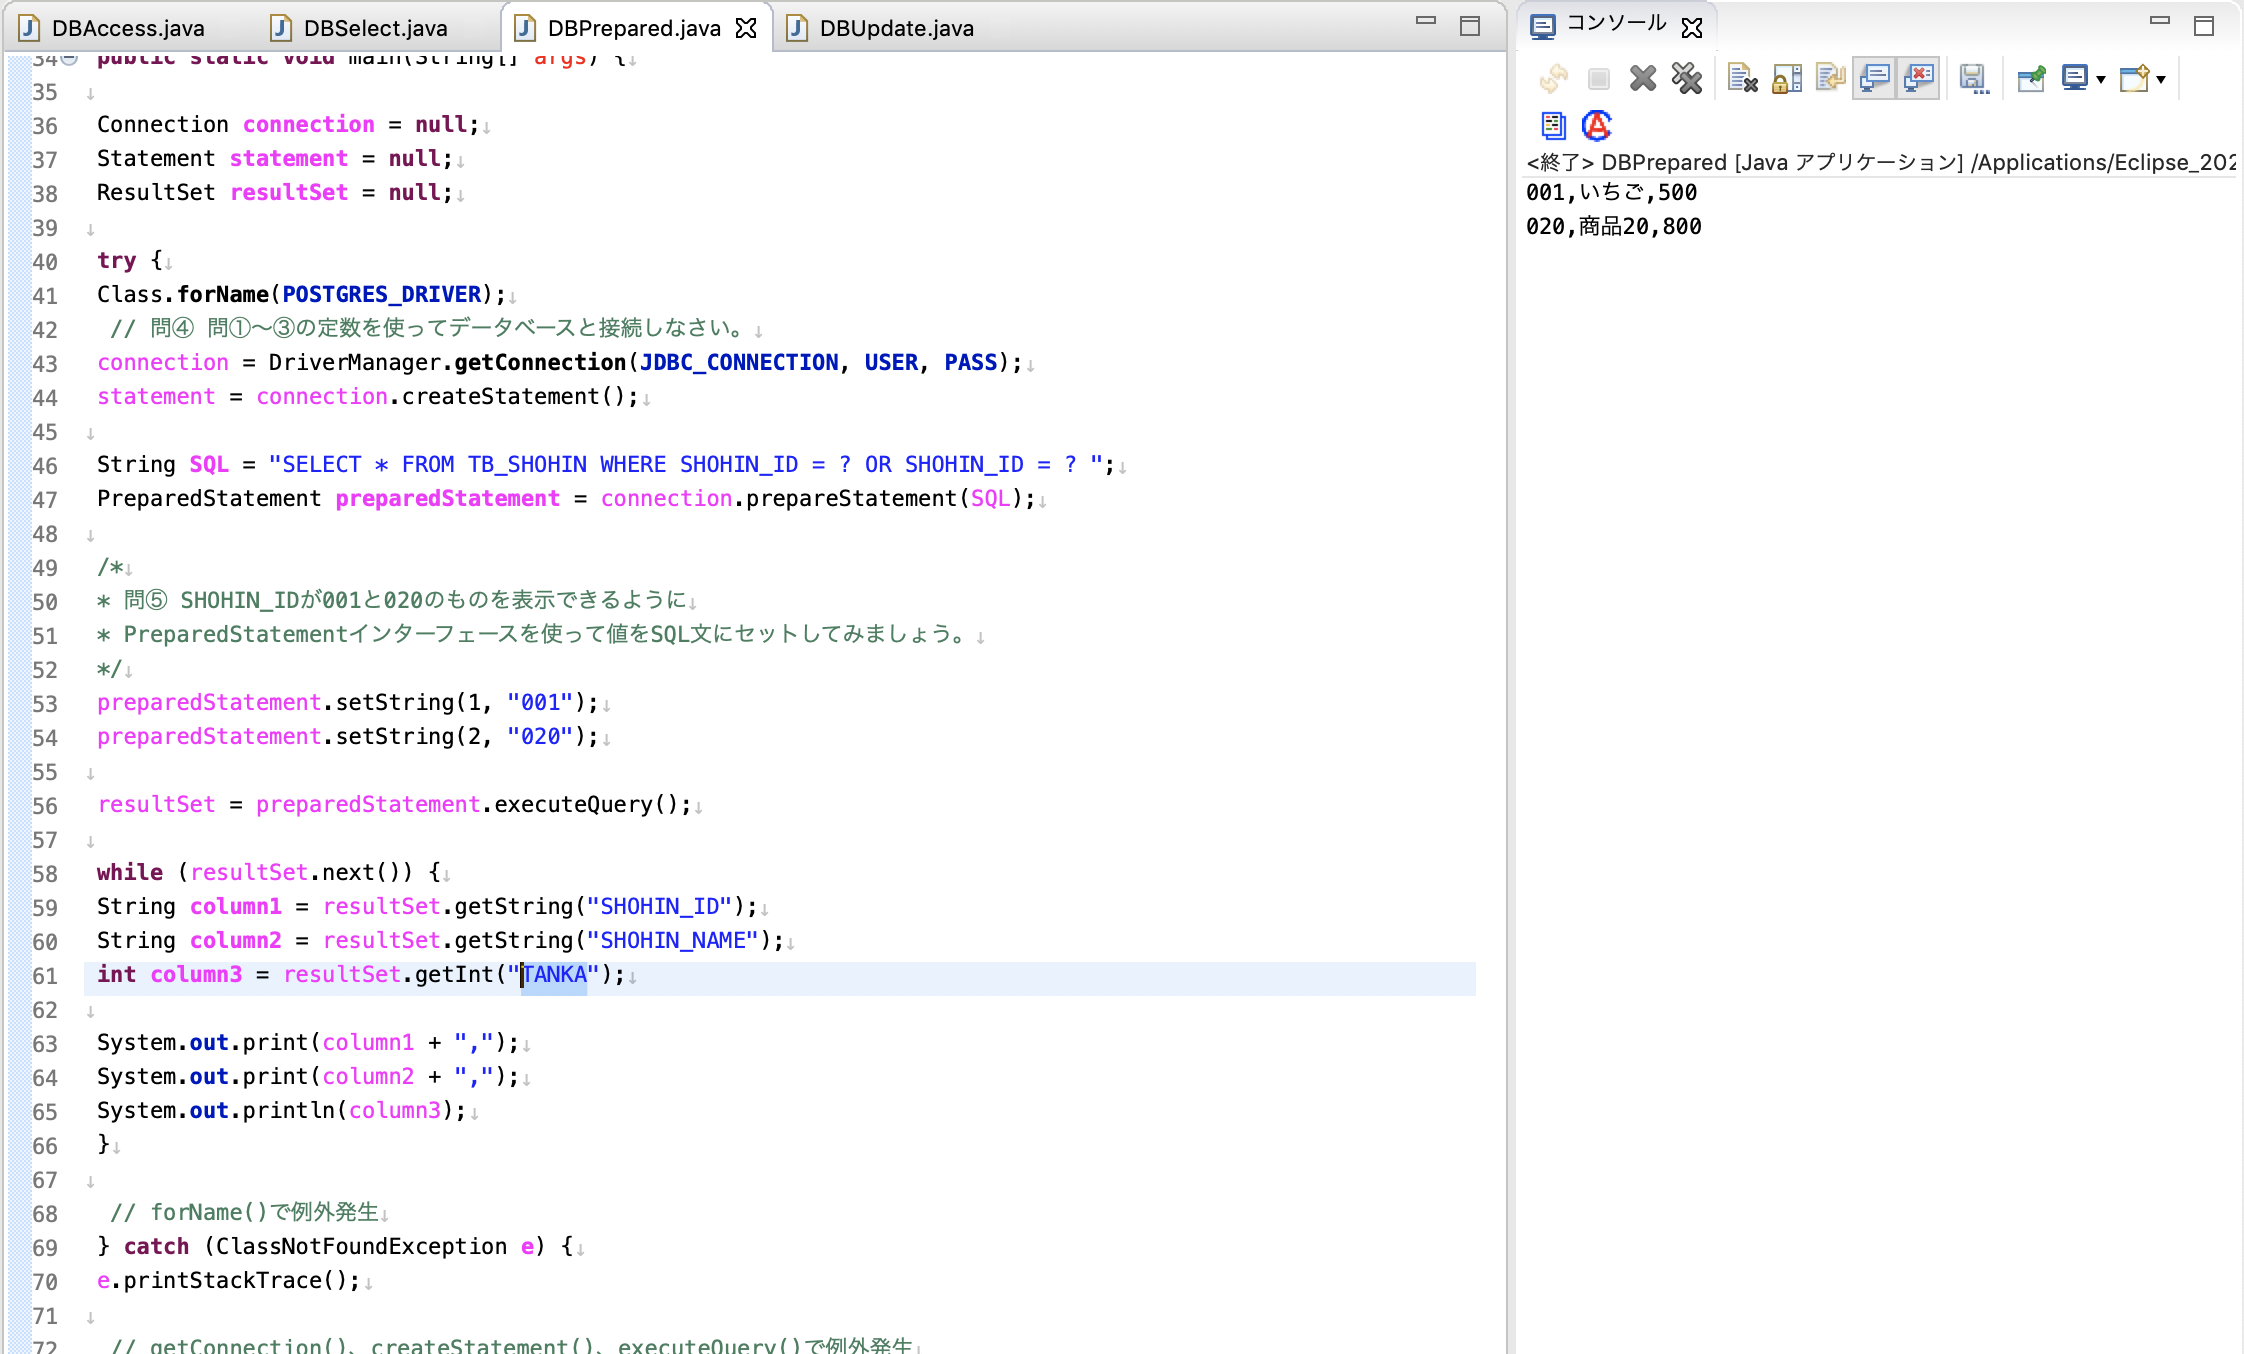 DBAccess.java DBSelect.java DBPrepared.java DBUpdate.java
34 public static void main(String[] args) {↓
35 ↓
36 Connection connection = null;↓
37 Statement statement = null;↓
38 ResultSet resultSet = null;↓
39 ↓
40 try {↓
41 Class.forName(POSTGRES_DRIVER);↓
42 // 問④ 問①〜③の定数を使ってデータベースと接続しなさい。↓
43 connection = DriverManager.getConnection(JDBC_CONNECTION, USER, PASS);↓
44 statement = connection.createStatement();↓
45 ↓
46 String SQL = "SELECT * FROM TB_SHOHIN WHERE SHOHIN_ID = ? OR SHOHIN_ID = ? ";↓
47 PreparedStatement preparedStatement = connection.prepareStatement(SQL);↓
48 ↓
49 /*↓
50 * 問⑤ SHOHIN_IDが001と020のものを表示できるように↓
51 * PreparedStatementインターフェースを使って値をSQL文にセットしてみましょう。↓
52 */↓
53 preparedStatement.setString(1, "001");↓
54 preparedStatement.setString(2, "020");↓
55 ↓
56 resultSet = preparedStatement.executeQuery();↓
57 ↓
58 while (resultSet.next()) {↓
59 String column1 = resultSet.getString("SHOHIN_ID");↓
60 String column2 = resultSet.getString("SHOHIN_NAME");↓
61 int column3 = resultSet.getInt("TANKA");↓
62 ↓
63 System.out.print(column1 + ",");↓
64 System.out.print(column2 + ",");↓
65 System.out.println(column3);↓
66 }↓
67 ↓
68 // forName()で例外発生↓
69 } catch (ClassNotFoundException e) {↓
70 e.printStackTrace();↓
71 ↓
72 // getConnection()、createStatement()、executeQuery()で例外発生↓
コンソール
<終了> DBPrepared [Java アプリケーション] /Applications/Eclipse_202
001,いちご,500
020,商品20,800